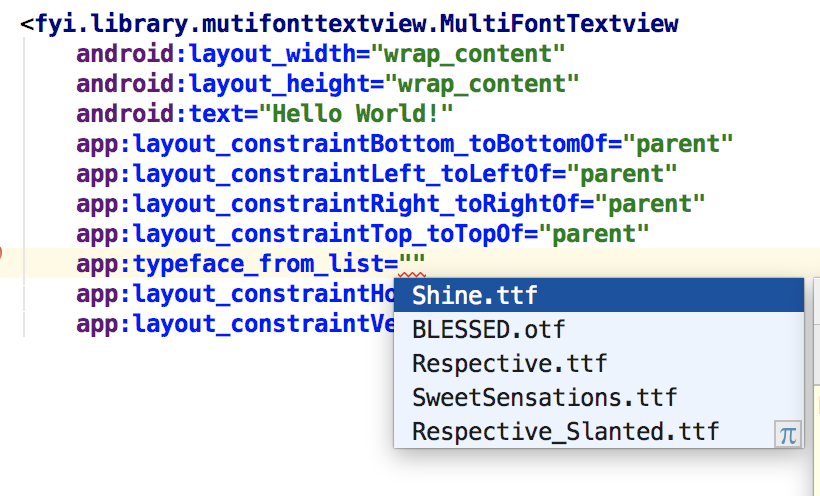 <fyi.library.mutifonttextview.MultiFontTextview
android:layout_width="wrap_content"
android:layout_height="wrap_content"
android:text="Hello World!"
app:layout_constraintBottom_toBottomOf="parent"
app:layout_constraintLeft_toLeftOf="parent"
app:layout_constraintRight_toRightOf="parent"
app:layout_constraintTop_toTopOf="parent"
app:typeface_from_list=""
app:layout_constraintHo
app:layout_constraintVe
Shine.ttf
BLESSED.otf
Respective.ttf
SweetSensations.ttf
Respective_Slanted.ttf
π